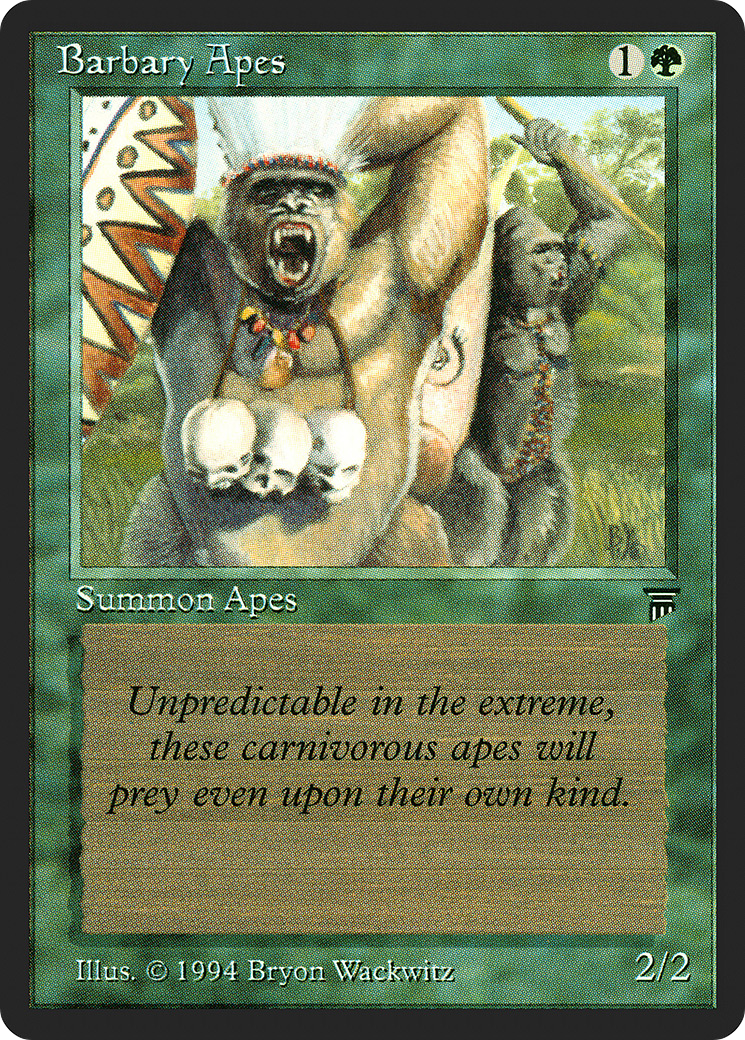 Barbary Apes 1
Summon Apes
Unpredictable in the extreme,
these carnivorous apes will
prey even upon their own kind.
Illus. © 1994 Bryon Wackwitz 2/2